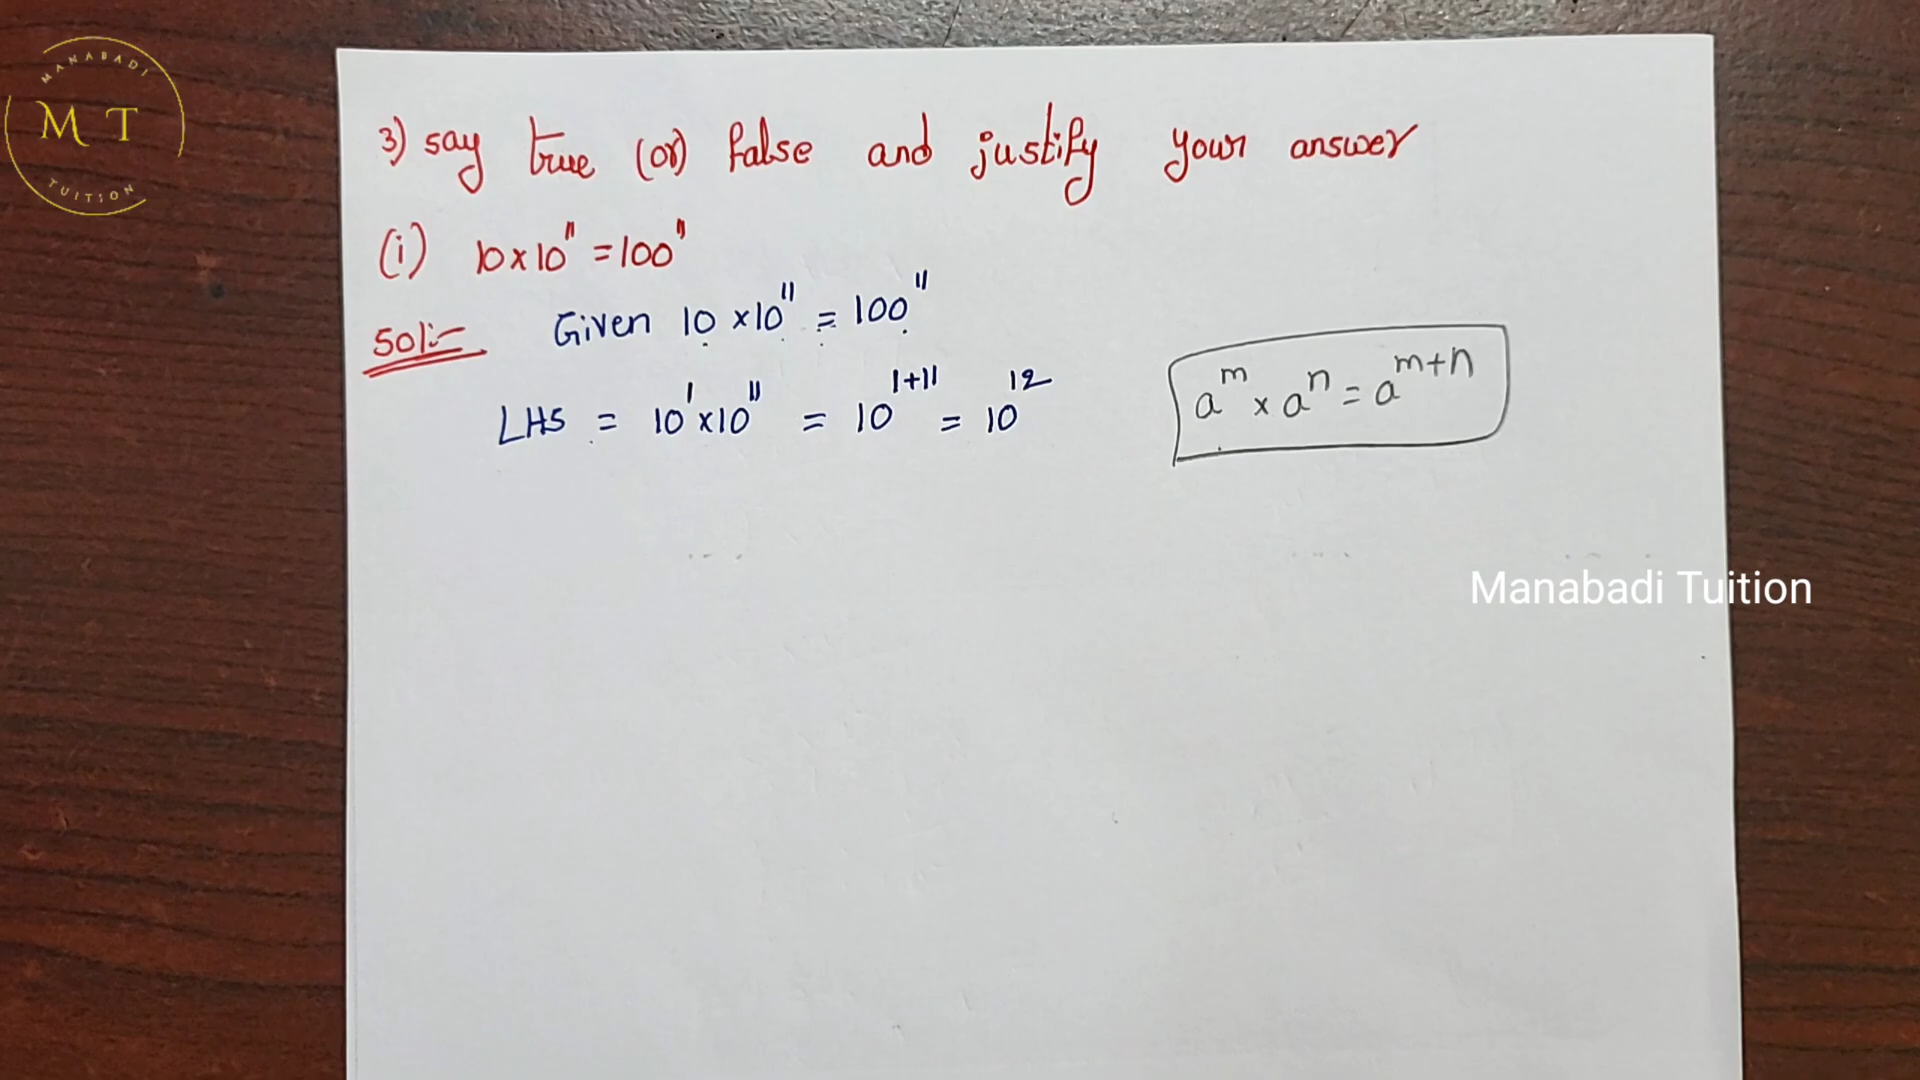 MANABADI
M T
TUITION
3) say true (or) false and justify your answer
(i) 10×10¹¹ = 100¹¹
Sol:- Given 10 ×10¹¹ = 100¹¹
LHS = 10¹×10¹¹ = 10¹⁺¹¹ = 10¹²
aᵐ × aⁿ = aᵐ⁺ⁿ
Manabadi Tuition